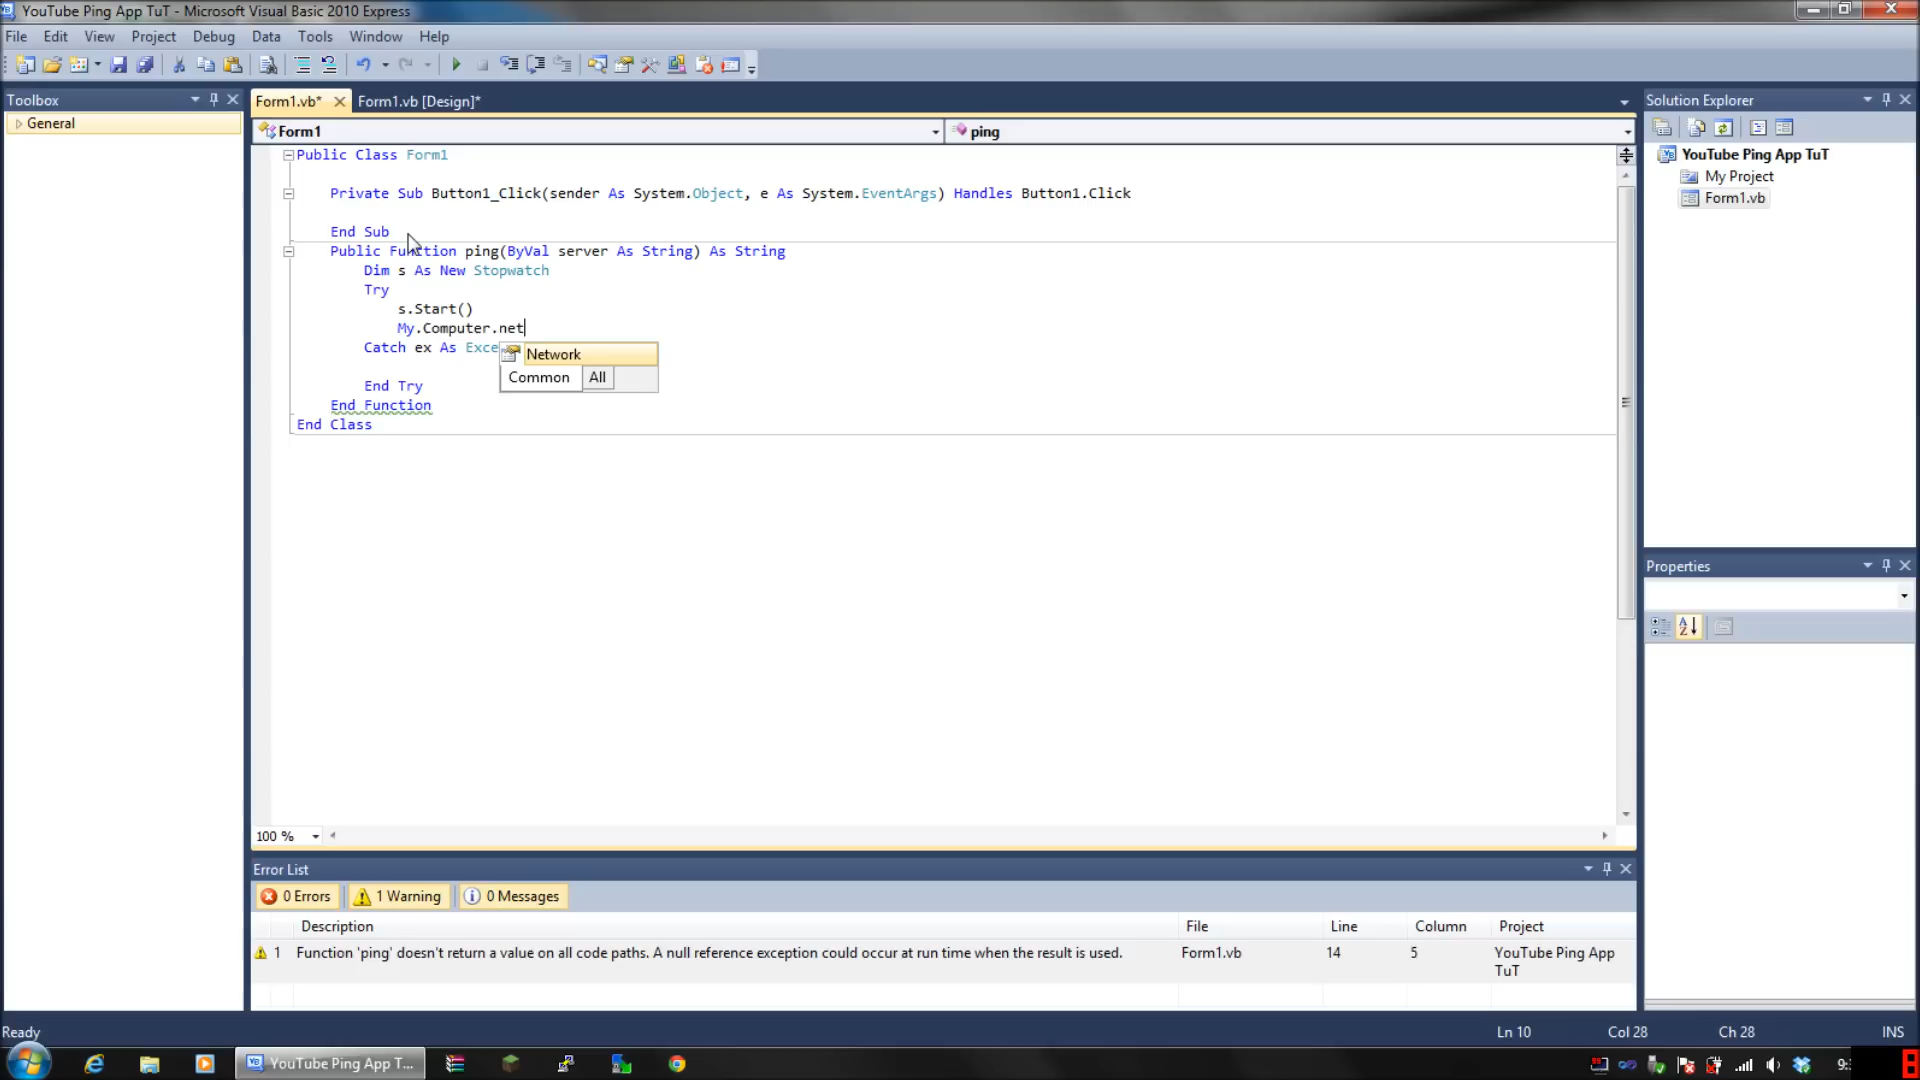 YouTube Ping App TuT - Microsoft Visual Basic 2010 Express
File Edit View Project Debug Data Tools Window Help
Toolbox
General
Form1.vb* Form1.vb [Design]*
Form1 ping
Public Class Form1
Private Sub Button1_Click(sender As System.Object, e As System.EventArgs) Handles Button1.Click
End Sub
Public Function ping(ByVal server As String) As String
Dim s As New Stopwatch
Try
s.Start()
My.Computer.net
Catch ex As Exce
Network
Common All
End Try
End Function
End Class
100 %
Solution Explorer
YouTube Ping App TuT
My Project
Form1.vb
Properties
Error List
0 Errors 1 Warning 0 Messages
Description File Line Column Project
1 Function 'ping' doesn't return a value on all code paths. A null reference exception could occur at run time when the result is used. Form1.vb 14 5 YouTube Ping App
TuT
Ready Ln 10 Col 28 Ch 28 INS
YouTube Ping App T...